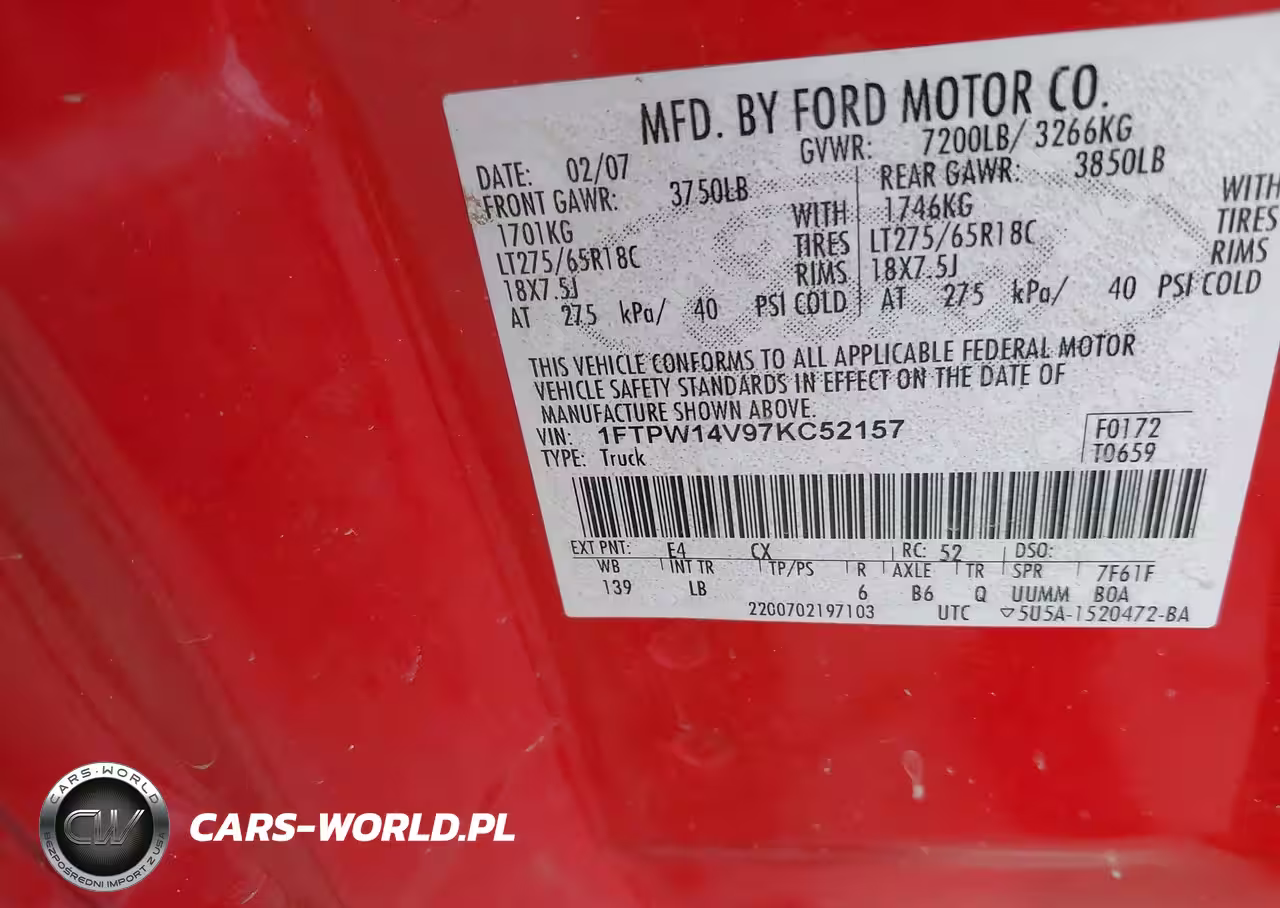 MFD. BY FORD MOTOR CO.
DATE: 02/07 GVWR: 7200LB/ 3266KG
FRONT GAWR: 3750LB REAR GAWR: 3850LB
1701KG WITH 1746KG WITH
LT275/65R18C TIRES LT275/65R18C TIRES
18X7.5J RIMS 18X7.5J RIMS
AT 275 kPa/ 40 PSI COLD AT 275 kPa/ 40 PSI COLD
THIS VEHICLE CONFORMS TO ALL APPLICABLE FEDERAL MOTOR
VEHICLE SAFETY STANDARDS IN EFFECT ON THE DATE OF
MANUFACTURE SHOWN ABOVE.
VIN: 1FTPW14V97KC52157 F0172
TYPE: Truck T0659
EXT PNT: E4 CX RC: 52 DSO:
WB INT TR TP/PS R AXLE TR SPR 7F61F
139 LB 6 B6 Q UUMM BOA
2200702197103 UTC ▽5U5A-1520472-BA
CARS-WORLD
CW
BEZPOŚREDNI IMPORT Z USA
CARS-WORLD.PL